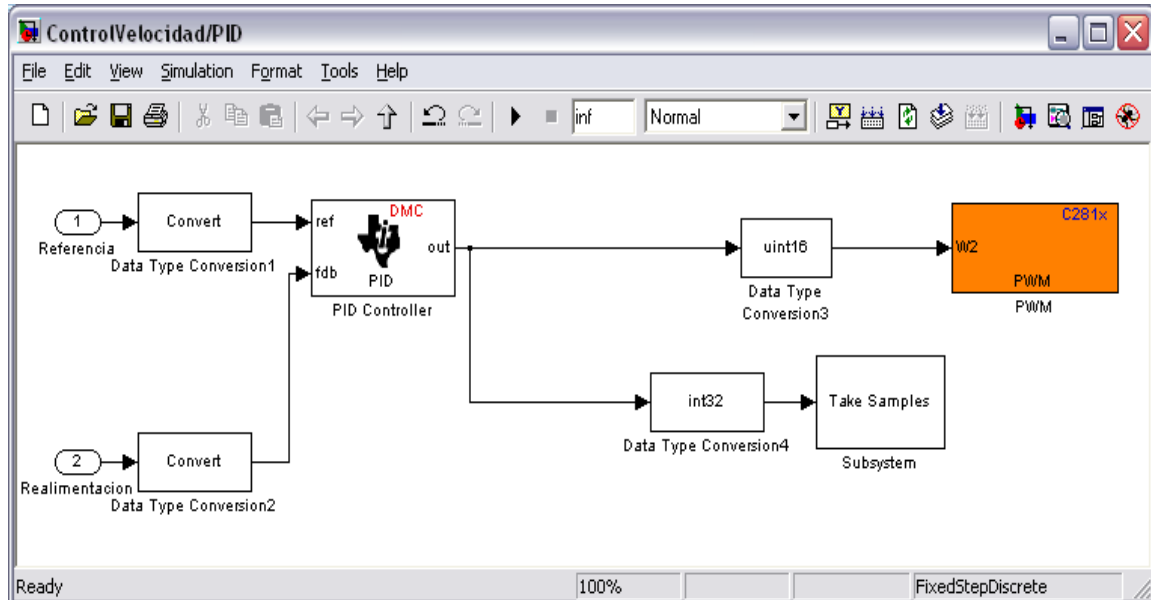 ControlVelocidad/PID
File Edit View Simulation Format Tools Help
inf Normal
1
Referencia
Convert
Data Type Conversion1
DMC
ref
fdb
out
PID
PID Controller
uint16
Data Type
Conversion3
C281x
W2
PWM
PWM
int32
Data Type Conversion4
Take Samples
Subsystem
2
Realimentacion
Convert
Data Type Conversion2
Ready 100% FixedStepDiscrete